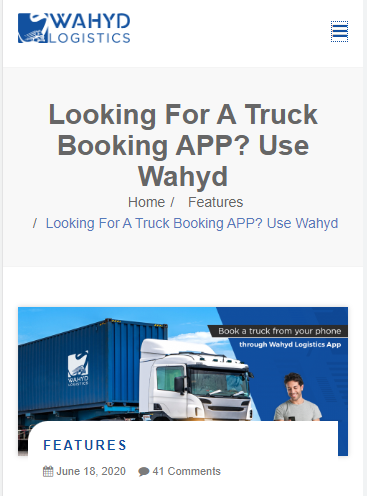 WAHYD
LOGISTICS
Looking For A Truck
Booking APP? Use
Wahyd
Home / Features
/ Looking For A Truck Booking APP? Use Wahyd
Book a truck from your phone
through Wahyd Logistics App
WAHYD
LOGISTICS
FEATURES
June 18, 2020 41 Comments